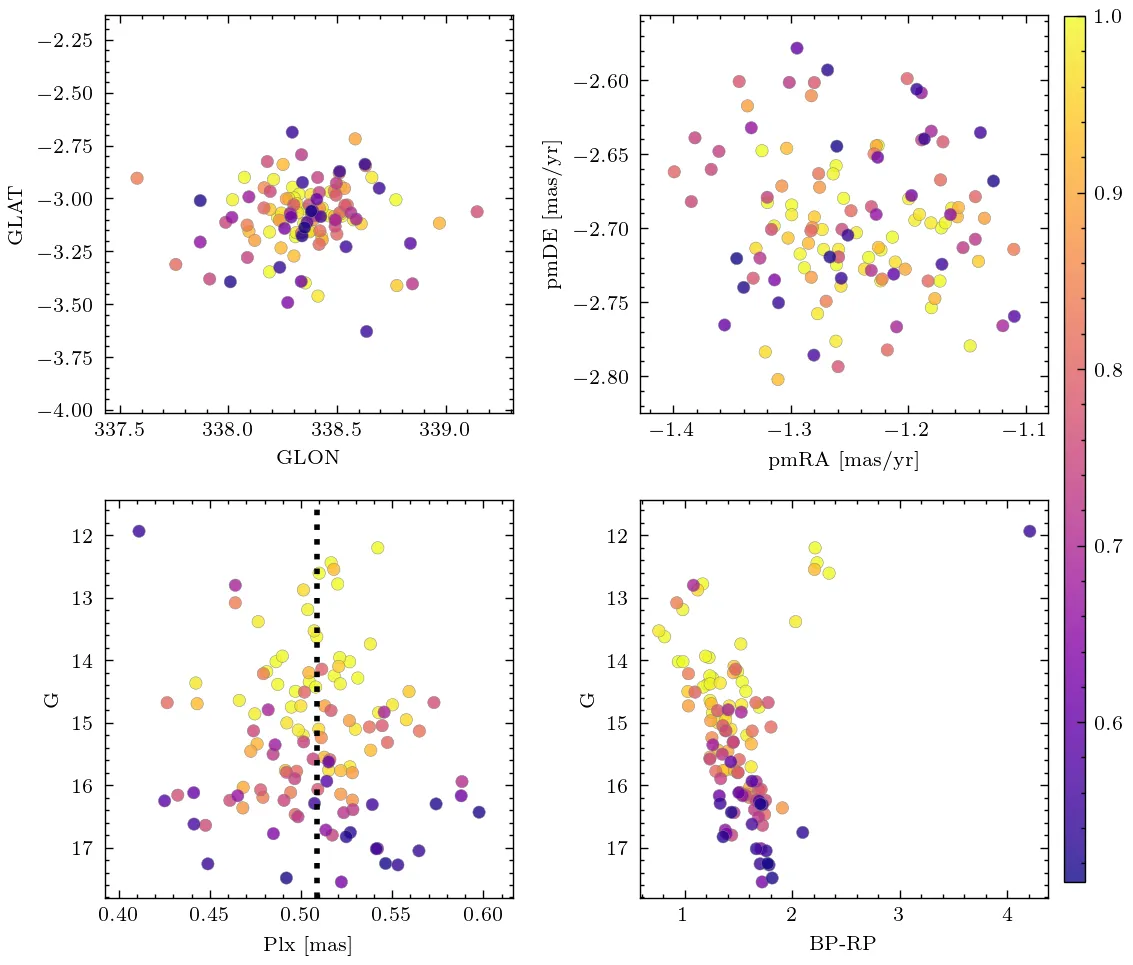 −2.25
−2.50
−2.75
−3.00
−3.25
−3.50
−3.75
−4.00
GLAT
337.5 338.0 338.5 339.0
GLON
−2.60
−2.65
−2.70
−2.75
−2.80
pmDE [mas/yr]
−1.4 −1.3 −1.2 −1.1
pmRA [mas/yr]
1.0
0.9
0.8
0.7
0.6
12
13
14
15
16
17
G
0.40 0.45 0.50 0.55 0.60
Plx [mas]
12
13
14
15
16
17
G
1 2 3 4
BP-RP